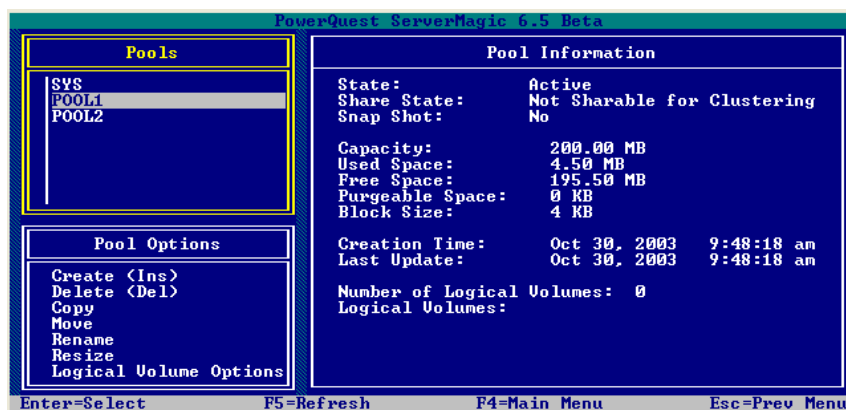 PowerQuest ServerMagic 6.5 Beta
Pools
SYS
POOL1
POOL2
Pool Options
Create (Ins)
Delete (Del)
Copy
Move
Rename
Resize
Logical Volume Options
Pool Information
State: Active
Share State: Not Sharable for Clustering
Snap Shot: No
Capacity: 200.00 MB
Used Space: 4.50 MB
Free Space: 195.50 MB
Purgeable Space: 0 KB
Block Size: 4 KB
Creation Time: Oct 30, 2003 9:48:18 am
Last Update: Oct 30, 2003 9:48:18 am
Number of Logical Volumes: 0
Logical Volumes:
Enter=Select F5=Refresh F4=Main Menu Esc=Prev Menu